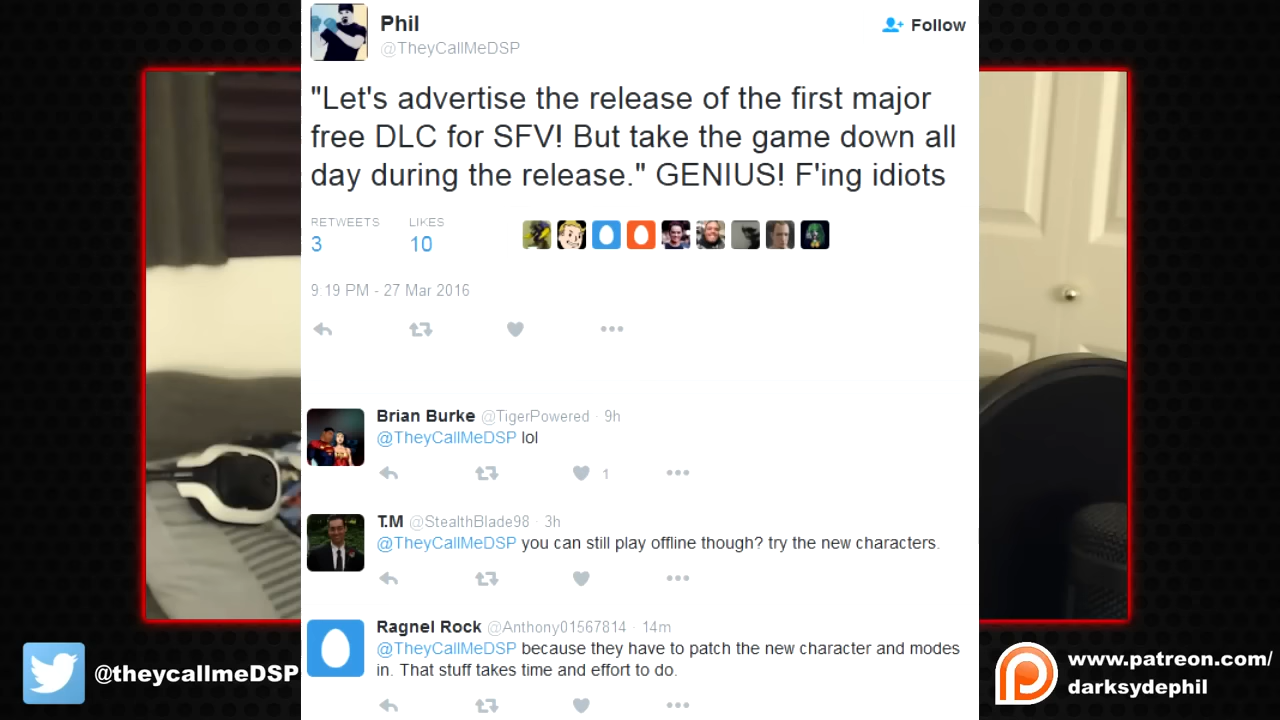 Phil
@TheyCallMeDSP
Follow
"Let's advertise the release of the first major
free DLC for SFV! But take the game down all
day during the release." GENIUS! F'ing idiots
RETWEETS LIKES
3 10
9:19 PM - 27 Mar 2016
Brian Burke @TigerPowered · 9h
@TheyCallMeDSP lol
1
T.M @StealthBlade98 · 3h
@TheyCallMeDSP you can still play offline though? try the new characters.
Ragnel Rock @Anthony01567814 · 14m
@TheyCallMeDSP because they have to patch the new character and modes
in. That stuff takes time and effort to do.
@theycallmeDSP
www.patreon.com/
darksydephil